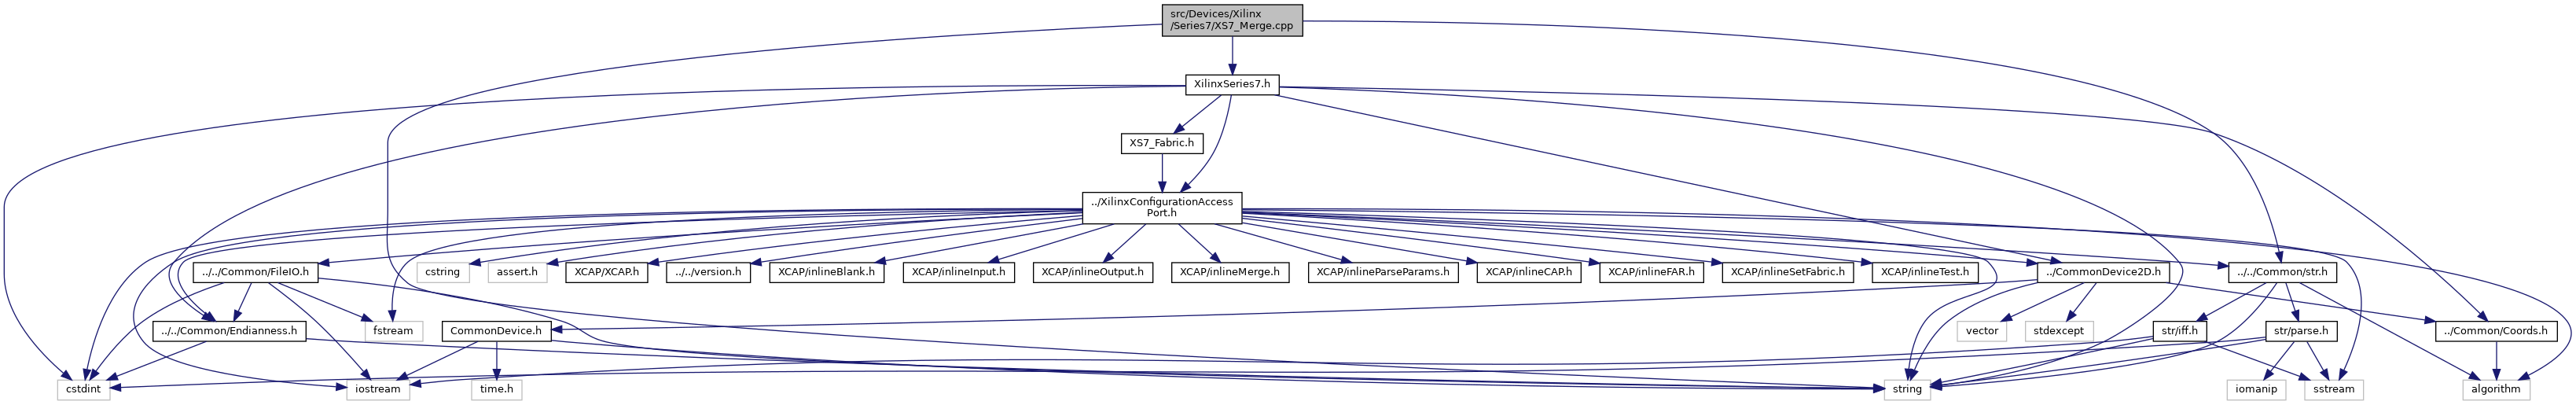 src/Devices/Xilinx
/Series7/XS7_Merge.cpp
XilinxSeries7.h
XS7_Fabric.h
../XilinxConfigurationAccess
Port.h
../../Common/FileIO.h
cstring
assert.h
XCAP/XCAP.h
../../version.h
XCAP/inlineBlank.h
XCAP/inlineInput.h
XCAP/inlineOutput.h
XCAP/inlineMerge.h
XCAP/inlineParseParams.h
XCAP/inlineCAP.h
XCAP/inlineFAR.h
XCAP/inlineSetFabric.h
XCAP/inlineTest.h
../CommonDevice2D.h
../../Common/str.h
../../Common/Endianness.h
fstream
CommonDevice.h
vector
stdexcept
str/iff.h
str/parse.h
../Common/Coords.h
cstdint
iostream
time.h
string
iomanip
sstream
algorithm